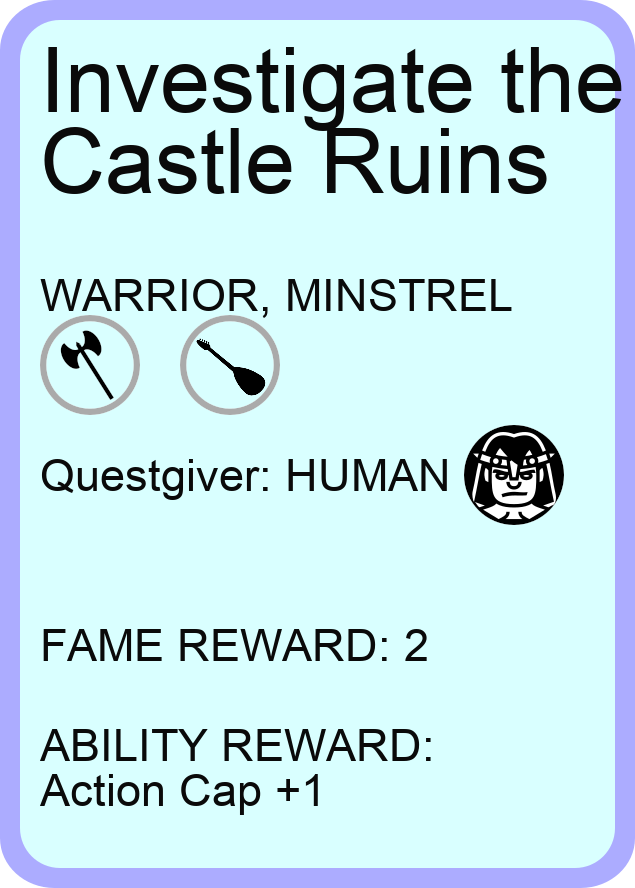 Investigate the
Castle Ruins
WARRIOR, MINSTREL
Questgiver: HUMAN
FAME REWARD: 2
ABILITY REWARD:
Action Cap +1